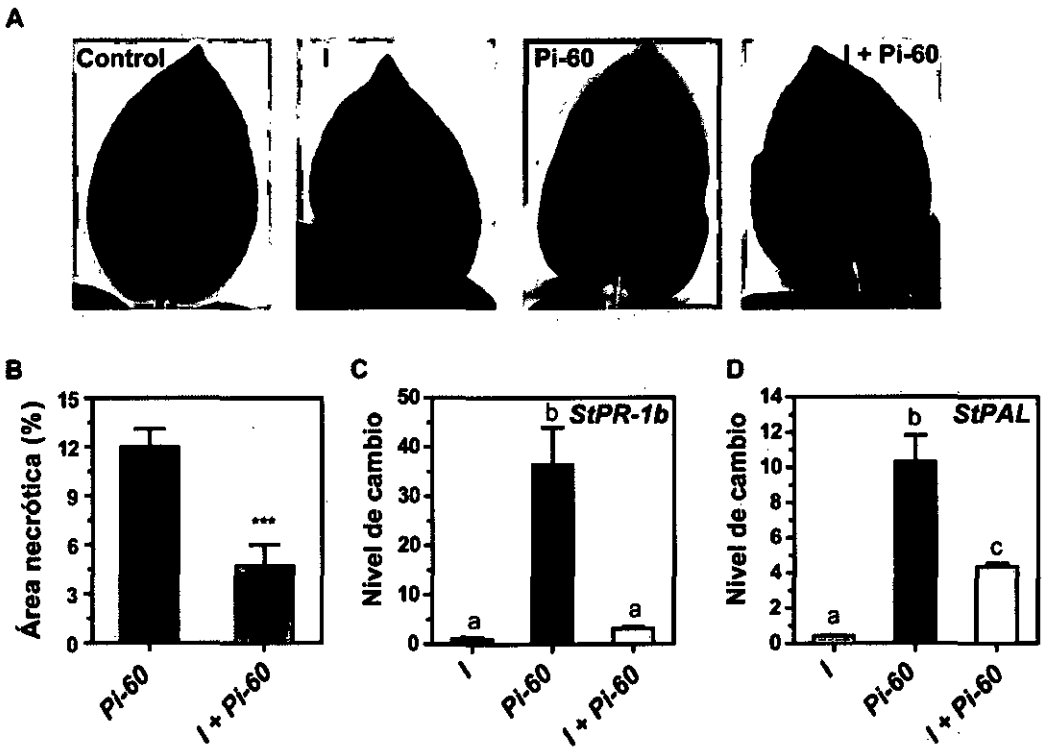 A
Control
I
Pi-60
I + Pi-60
B
Área necrótica (%)
15
12
9
6
3
0
***
Pi-60
I + Pi-60
C
Nivel de cambio
50
40
30
20
10
0
StPR-1b
a
b
a
I
Pi-60
I + Pi-60
D
Nivel de cambio
14
12
10
8
6
4
2
0
StPAL
a
b
c
I
Pi-60
I + Pi-60